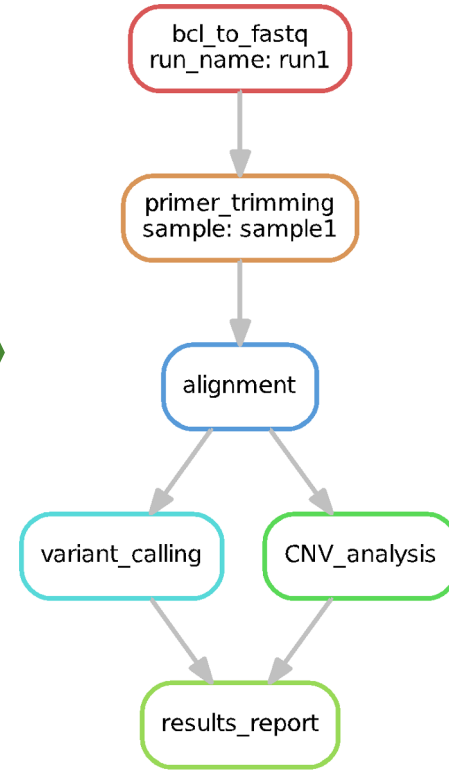 bcl_to_fastq
run_name: run1
primer_trimming
sample: sample1
alignment
variant_calling
CNV_analysis
results_report